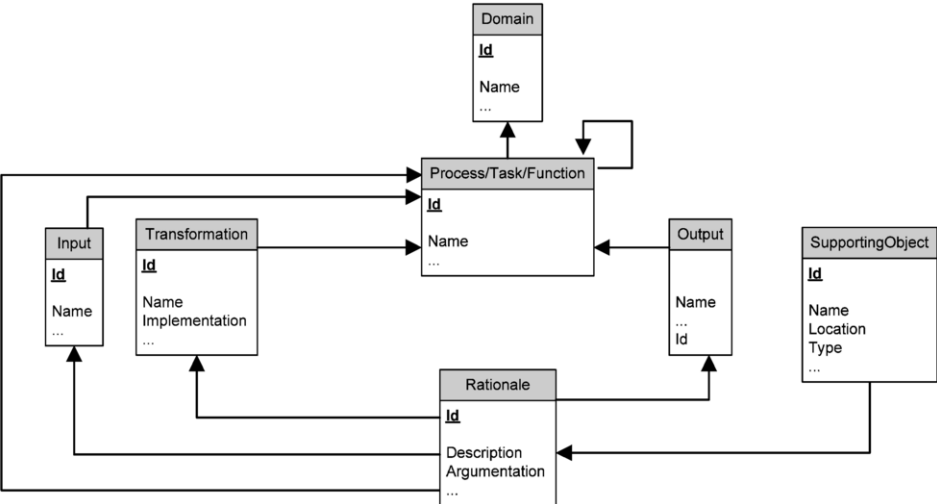 Domain
Id
Name
...
Process/Task/Function
Id
Name
...
Input
Id
Name
...
Transformation
Id
Name
Implementation
...
Output
Name
...
Id
SupportingObject
Id
Name
Location
Type
...
Rationale
Id
Description
Argumentation
...